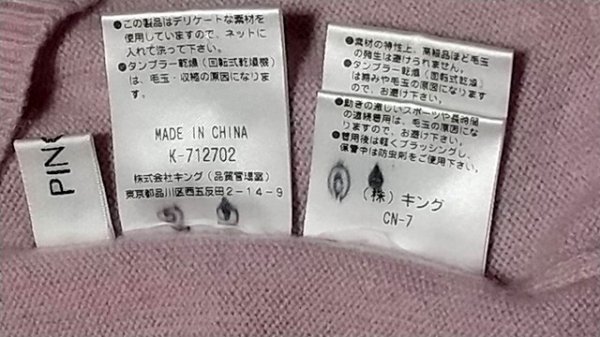 PIN
●この製品はデリケートな素材を
使用していますので、ネットに
入れて洗って下さい。
●タンブラー乾燥（回転式乾燥機）
は、毛玉・収縮の原因になりま
す。
MADE IN CHINA
K-712702
株式会社キング（品質管理室）
東京都品川区西五反田2-14-9
●素材の特性上、高級品ほど毛玉
の発生は避けられません。
●タンブラー乾燥（回転式乾燥）
は縮みや毛玉の原因になります
ので、お避け下さい。
●動きの激しいスポーツや長時間
の連続着用は、毛玉の原因にな
りますので、お避け下さい。
●着用後は軽くブラッシングし、
保管中は防虫剤をご使用下さい。
（株）キング
CN-7